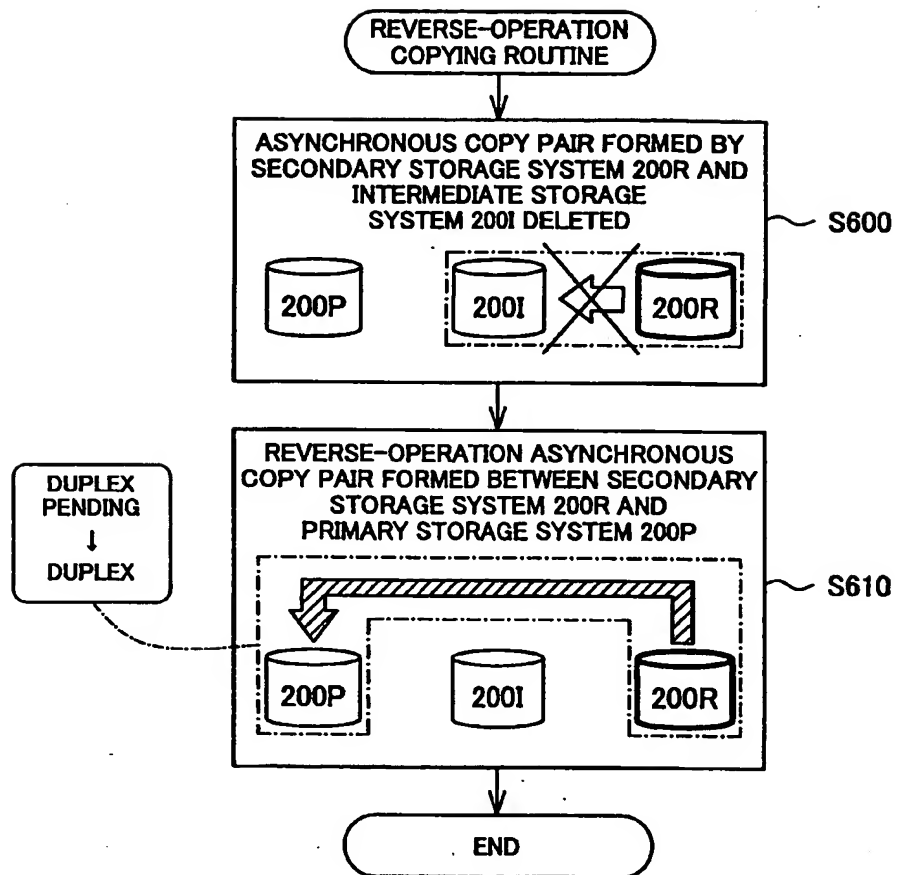 REVERSE-OPERATION
COPYING ROUTINE
ASYNCHRONOUS COPY PAIR FORMED BY
SECONDARY STORAGE SYSTEM 200R AND
INTERMEDIATE STORAGE
SYSTEM 200I DELETED
S600
200P
200I
200R
REVERSE-OPERATION ASYNCHRONOUS
COPY PAIR FORMED BETWEEN SECONDARY
STORAGE SYSTEM 200R AND
PRIMARY STORAGE SYSTEM 200P
DUPLEX
PENDING
↓
DUPLEX
S610
200P
200I
200R
END